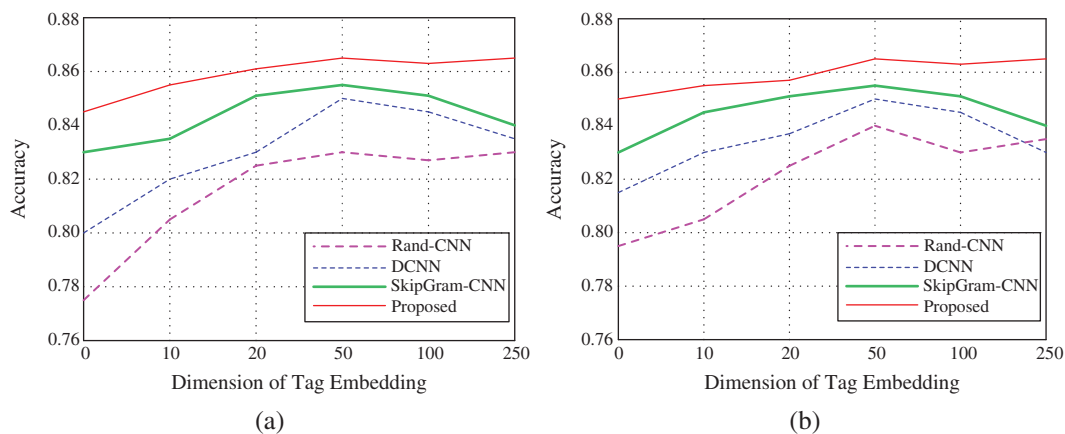 0.88
0.86
0.84
0.82
0.80
0.78
0.76
Accuracy
0 10 20 50 100 250
Dimension of Tag Embedding
Rand-CNN
DCNN
SkipGram-CNN
Proposed
(a)
0.88
0.86
0.84
0.82
0.80
0.78
0.76
Accuracy
0 10 20 50 100 250
Dimension of Tag Embedding
Rand-CNN
DCNN
SkipGram-CNN
Proposed
(b)